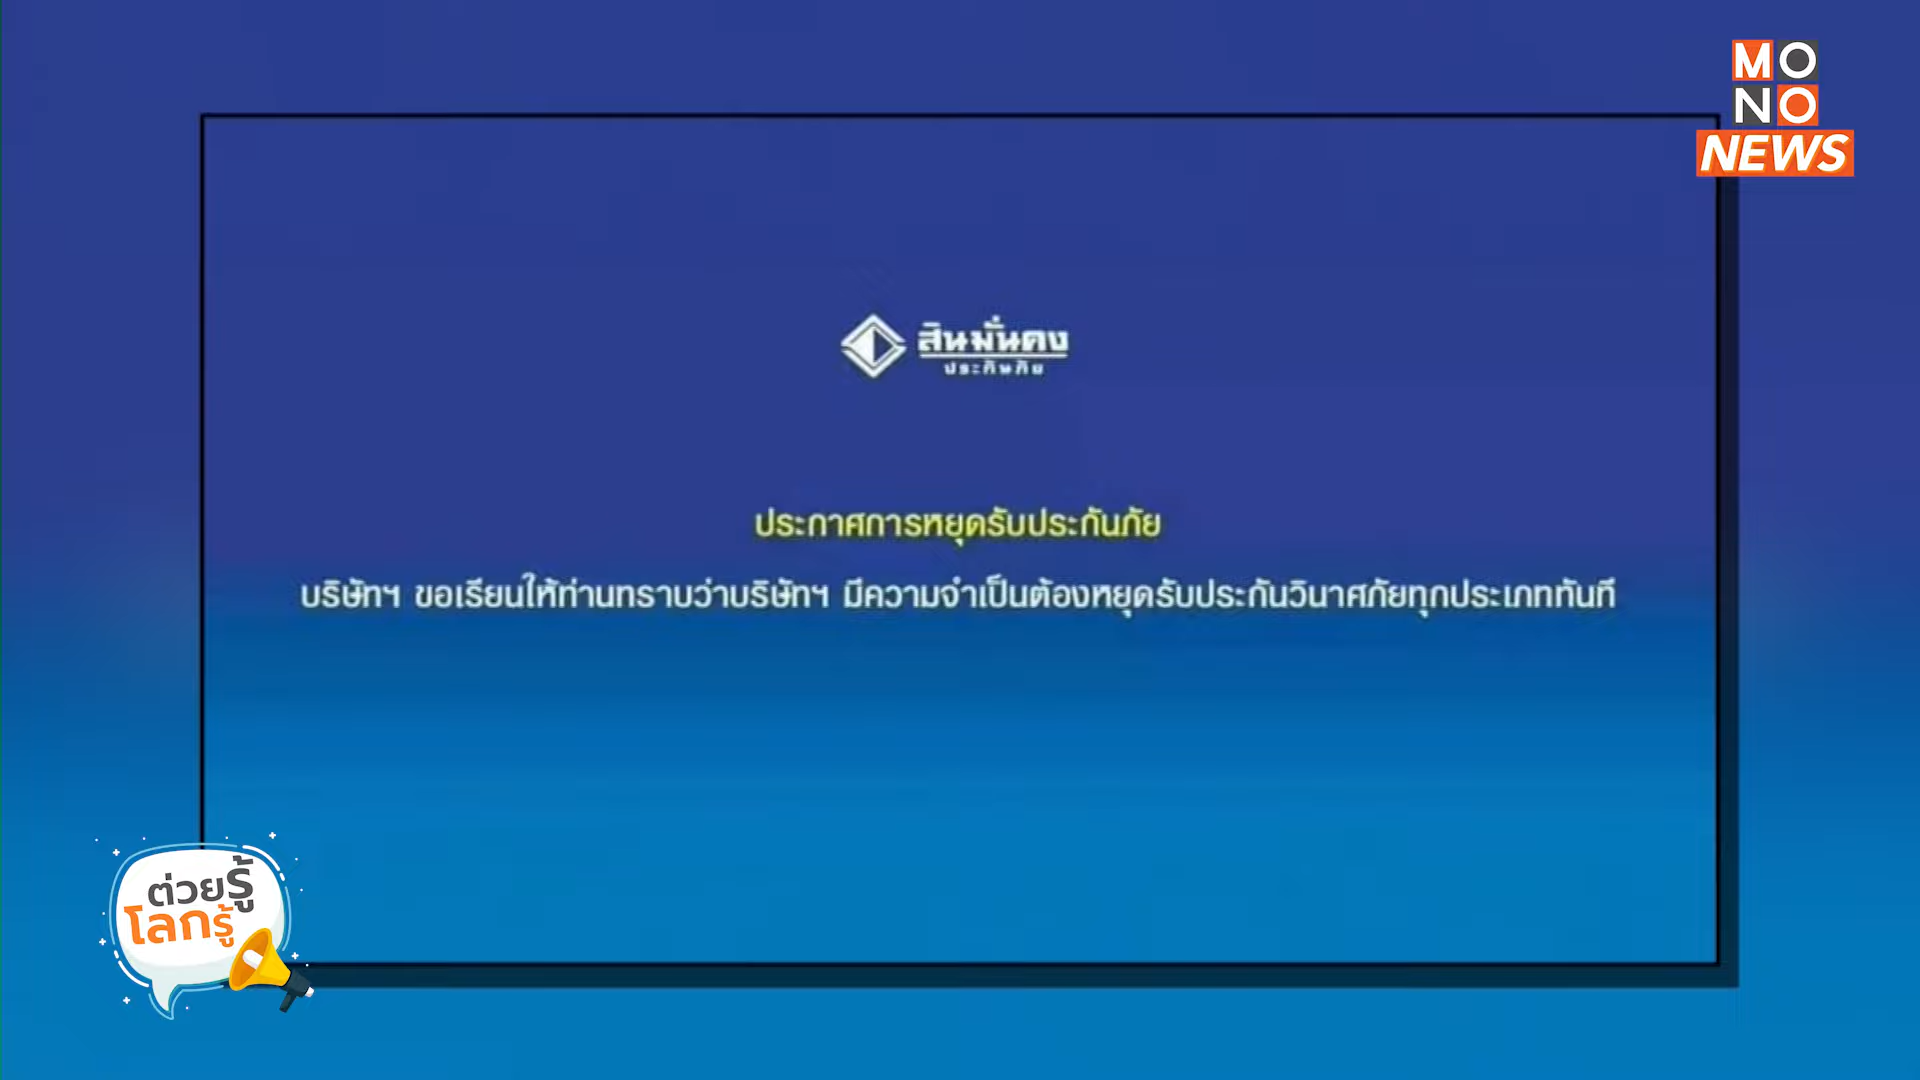 MONO
NEWS
สินมั่นคง
ประกันภัย
ประกาศการหยุดรับประกันภัย
บริษัทฯ ขอเรียนให้ท่านทราบว่าบริษัทฯ มีความจำเป็นต้องหยุดรับประกันวินาศภัยทุกประเภททันที
ต่วยรู้
โลกรู้